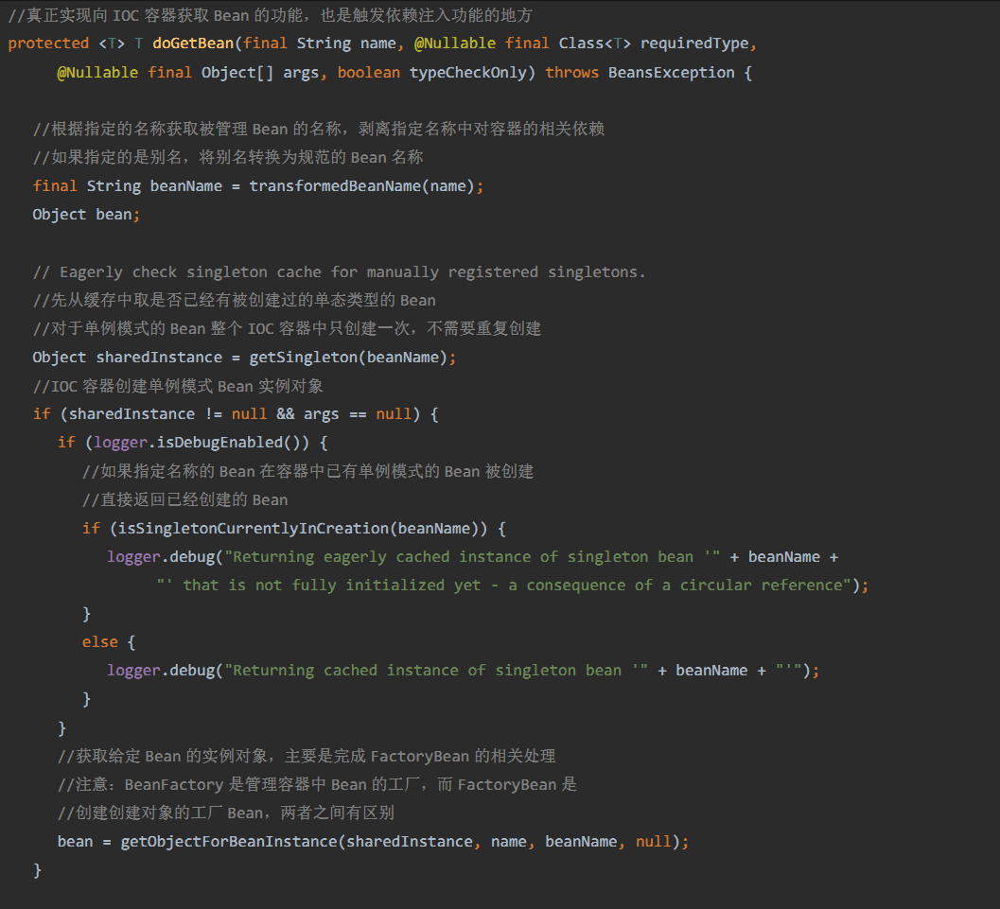 //真正实现向 IOC 容器获取 Bean 的功能，也是触发依赖注入功能的地方
protected <T> T doGetBean(final String name, @Nullable final Class<T> requiredType,
@Nullable final Object[] args, boolean typeCheckOnly) throws BeansException {
//根据指定的名称获取被管理 Bean 的名称，剥离指定名称中对容器的相关依赖
//如果指定的是别名，将别名转换为规范的 Bean 名称
final String beanName = transformedBeanName(name);
Object bean;
// Eagerly check singleton cache for manually registered singletons.
//先从缓存中取是否已经有被创建过的单态类型的 Bean
//对于单例模式的 Bean 整个 IOC 容器中只创建一次，不需要重复创建
Object sharedInstance = getSingleton(beanName);
//IOC 容器创建单例模式 Bean 实例对象
if (sharedInstance != null && args == null) {
if (logger.isDebugEnabled()) {
//如果指定名称的 Bean 在容器中已有单例模式的 Bean 被创建
//直接返回已经创建的 Bean
if (isSingletonCurrentlyInCreation(beanName)) {
logger.debug("Returning eagerly cached instance of singleton bean '" + beanName +
"' that is not fully initialized yet - a consequence of a circular reference");
}
else {
logger.debug("Returning cached instance of singleton bean '" + beanName + "'");
}
}
//获取给定 Bean 的实例对象，主要是完成 FactoryBean 的相关处理
//注意：BeanFactory 是管理容器中 Bean 的工厂，而 FactoryBean 是
//创建创建对象的工厂 Bean，两者之间有区别
bean = getObjectForBeanInstance(sharedInstance, name, beanName, null);
}